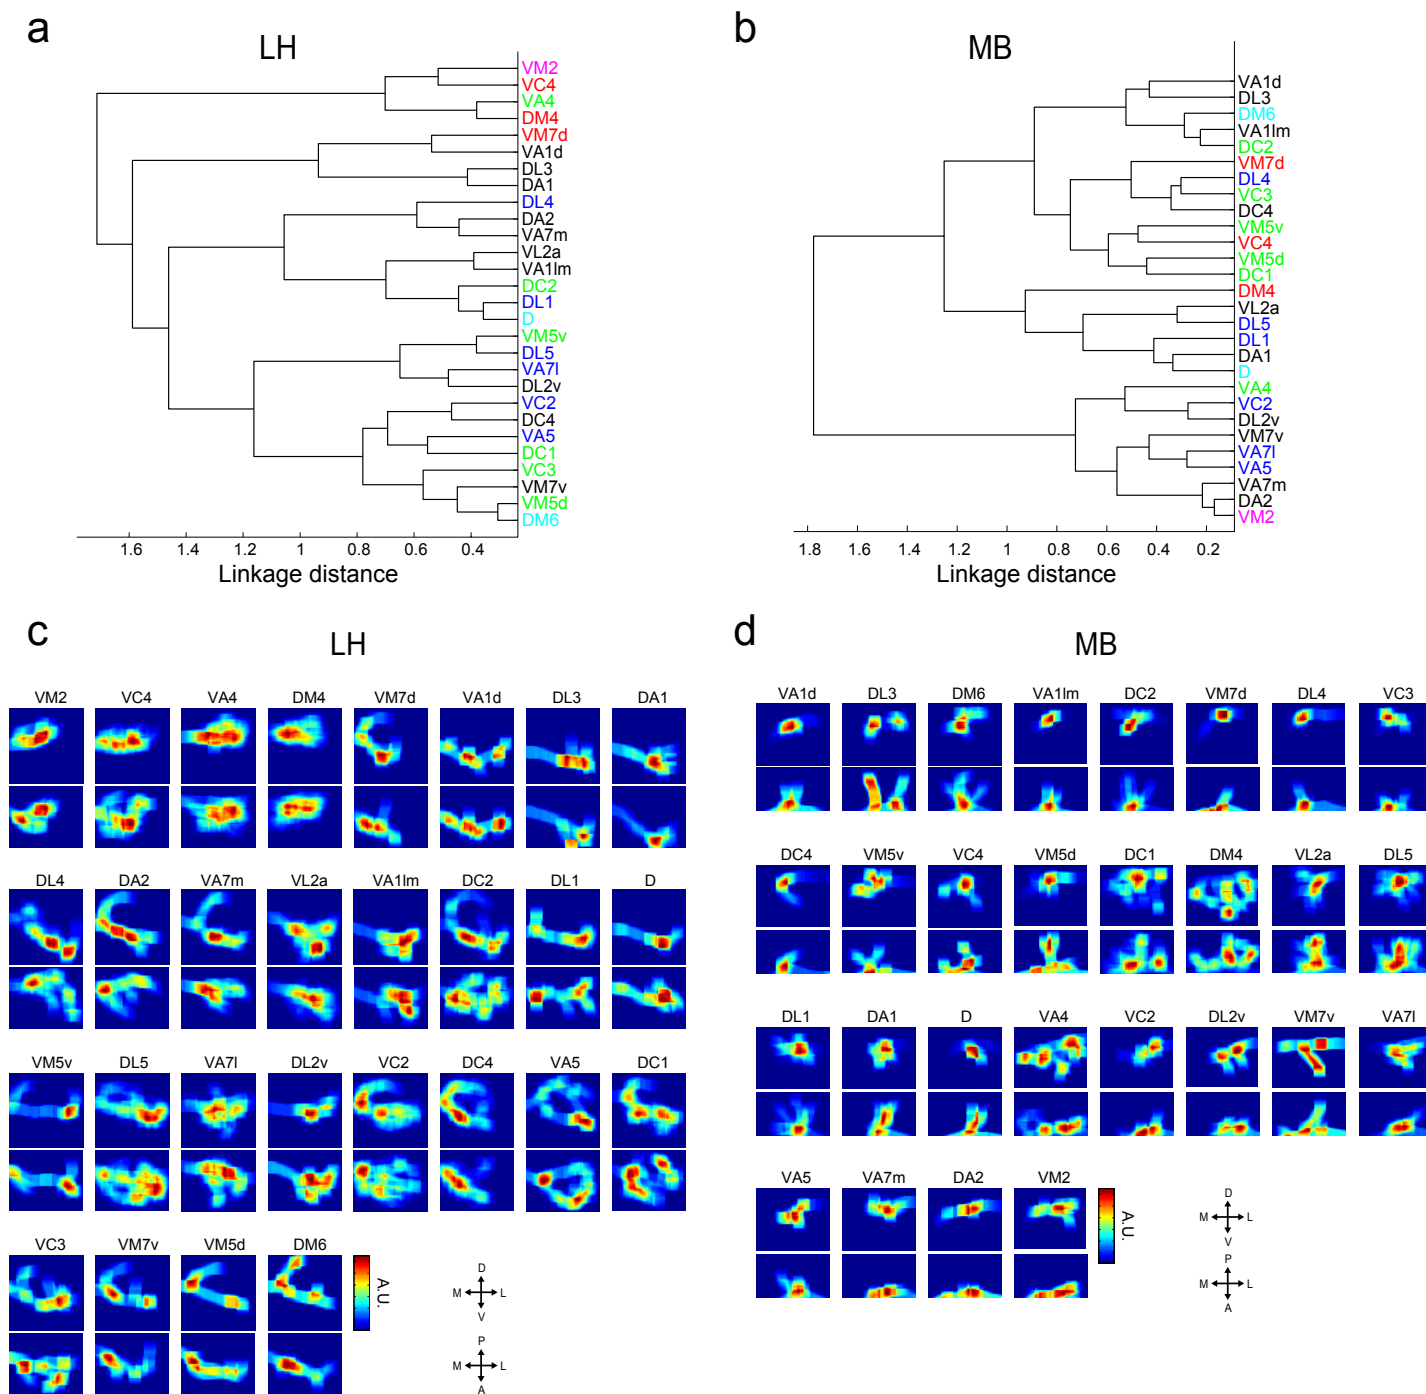 a
LH
VM2
VC4
VA4
DM4
VM7d
VA1d
DL3
DA1
DL4
DA2
VA7m
VL2a
VA1lm
DC2
DL1
D
VM5v
DL5
VA7l
DL2v
VC2
DC4
VA5
DC1
VC3
VM7v
VM5d
DM6
1.6 1.4 1.2 1 0.8 0.6 0.4
Linkage distance
b
MB
VA1d
DL3
DM6
VA1lm
DC2
VM7d
DL4
VC3
DC4
VM5v
VC4
VM5d
DC1
DM4
VL2a
DL5
DL1
DA1
D
VA4
VC2
DL2v
VM7v
VA7l
VA5
VA7m
DA2
VM2
1.8 1.6 1.4 1.2 1 0.8 0.6 0.4 0.2
Linkage distance
c
LH
VM2 VC4 VA4 DM4 VM7d VA1d DL3 DA1
DL4 DA2 VA7m VL2a VA1lm DC2 DL1 D
VM5v DL5 VA7l DL2v VC2 DC4 VA5 DC1
VC3 VM7v VM5d DM6
A.U.
D
M L
V
P
M L
A
d
MB
VA1d DL3 DM6 VA1lm DC2 VM7d DL4 VC3
DC4 VM5v VC4 VM5d DC1 DM4 VL2a DL5
DL1 DA1 D VA4 VC2 DL2v VM7v VA7l
VA5 VA7m DA2 VM2
A.U.
D
M L
V
P
M L
A